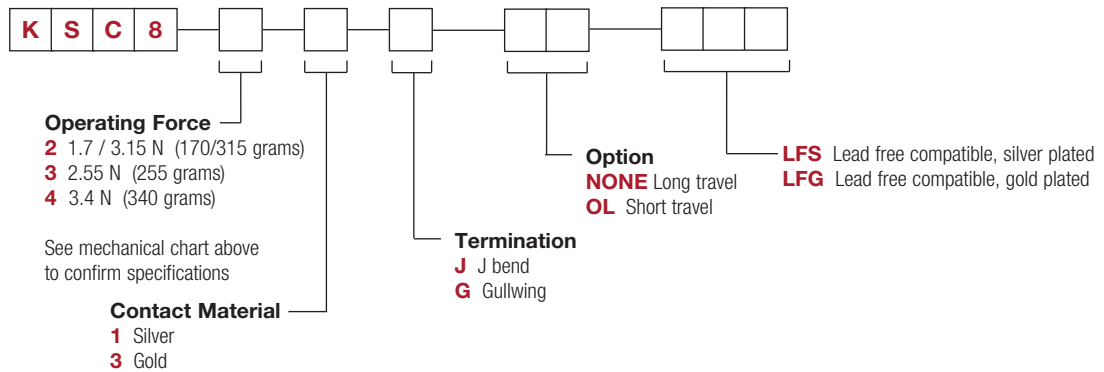 K S C 8
Operating Force
2 1.7 / 3.15 N (170/315 grams)
3 2.55 N (255 grams)
4 3.4 N (340 grams)
See mechanical chart above
to confirm specifications
Contact Material
1 Silver
3 Gold
Termination
J J bend
G Gullwing
Option
NONE Long travel
OL Short travel
LFS Lead free compatible, silver plated
LFG Lead free compatible, gold plated